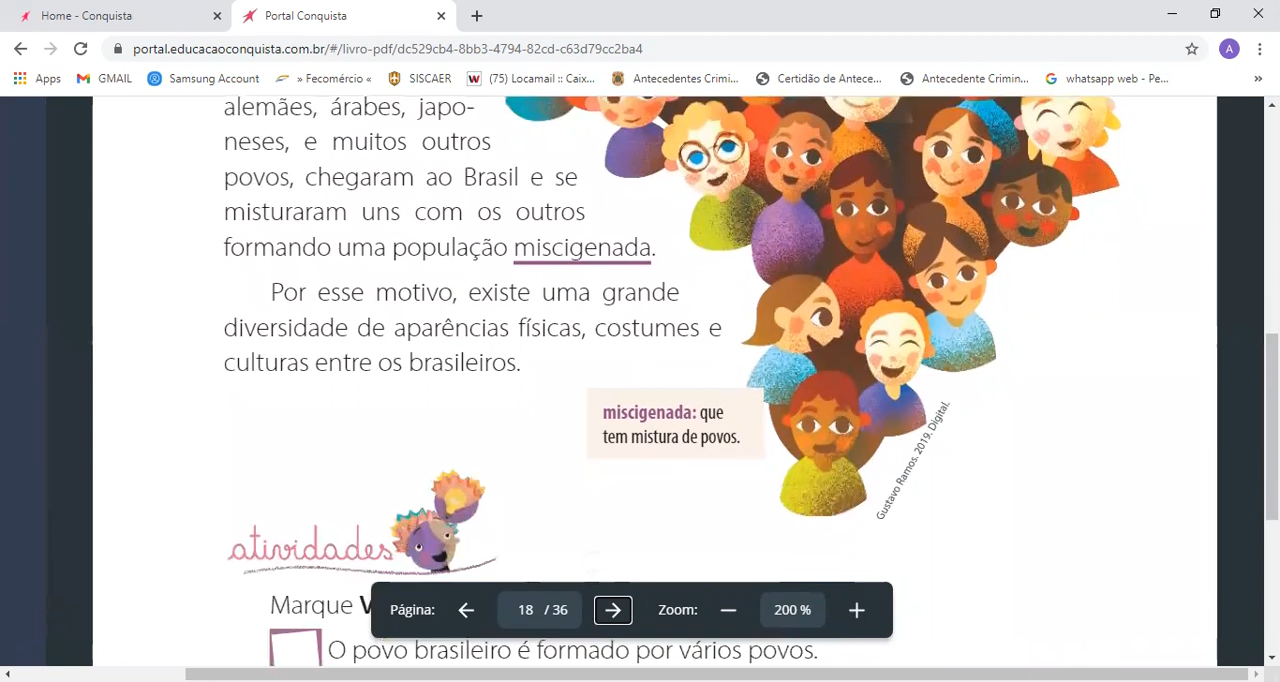 Home - Conquista
Portal Conquista
portal.educacaoconquista.com.br/#/livro-pdf/dc529cb4-8bb3-4794-82cd-c63d79cc2ba4
A
Apps
GMAIL
Samsung Account
» Fecomércio «
SISCAER
(75) Locamail :: Caix...
Antecedentes Crimi...
Certidão de Antece...
Antecedente Crimin...
whatsapp web - Pe...
»
alemães, árabes, japo-
neses, e muitos outros
povos, chegaram ao Brasil e se
misturaram uns com os outros
formando uma população miscigenada.
Por esse motivo, existe uma grande
diversidade de aparências físicas, costumes e
culturas entre os brasileiros.
miscigenada: que
tem mistura de povos.
Gustavo Ramos. 2019. Digital.
atividades
Marque V
Página: 18 / 36 Zoom: 200 %
O povo brasileiro é formado por vários povos.